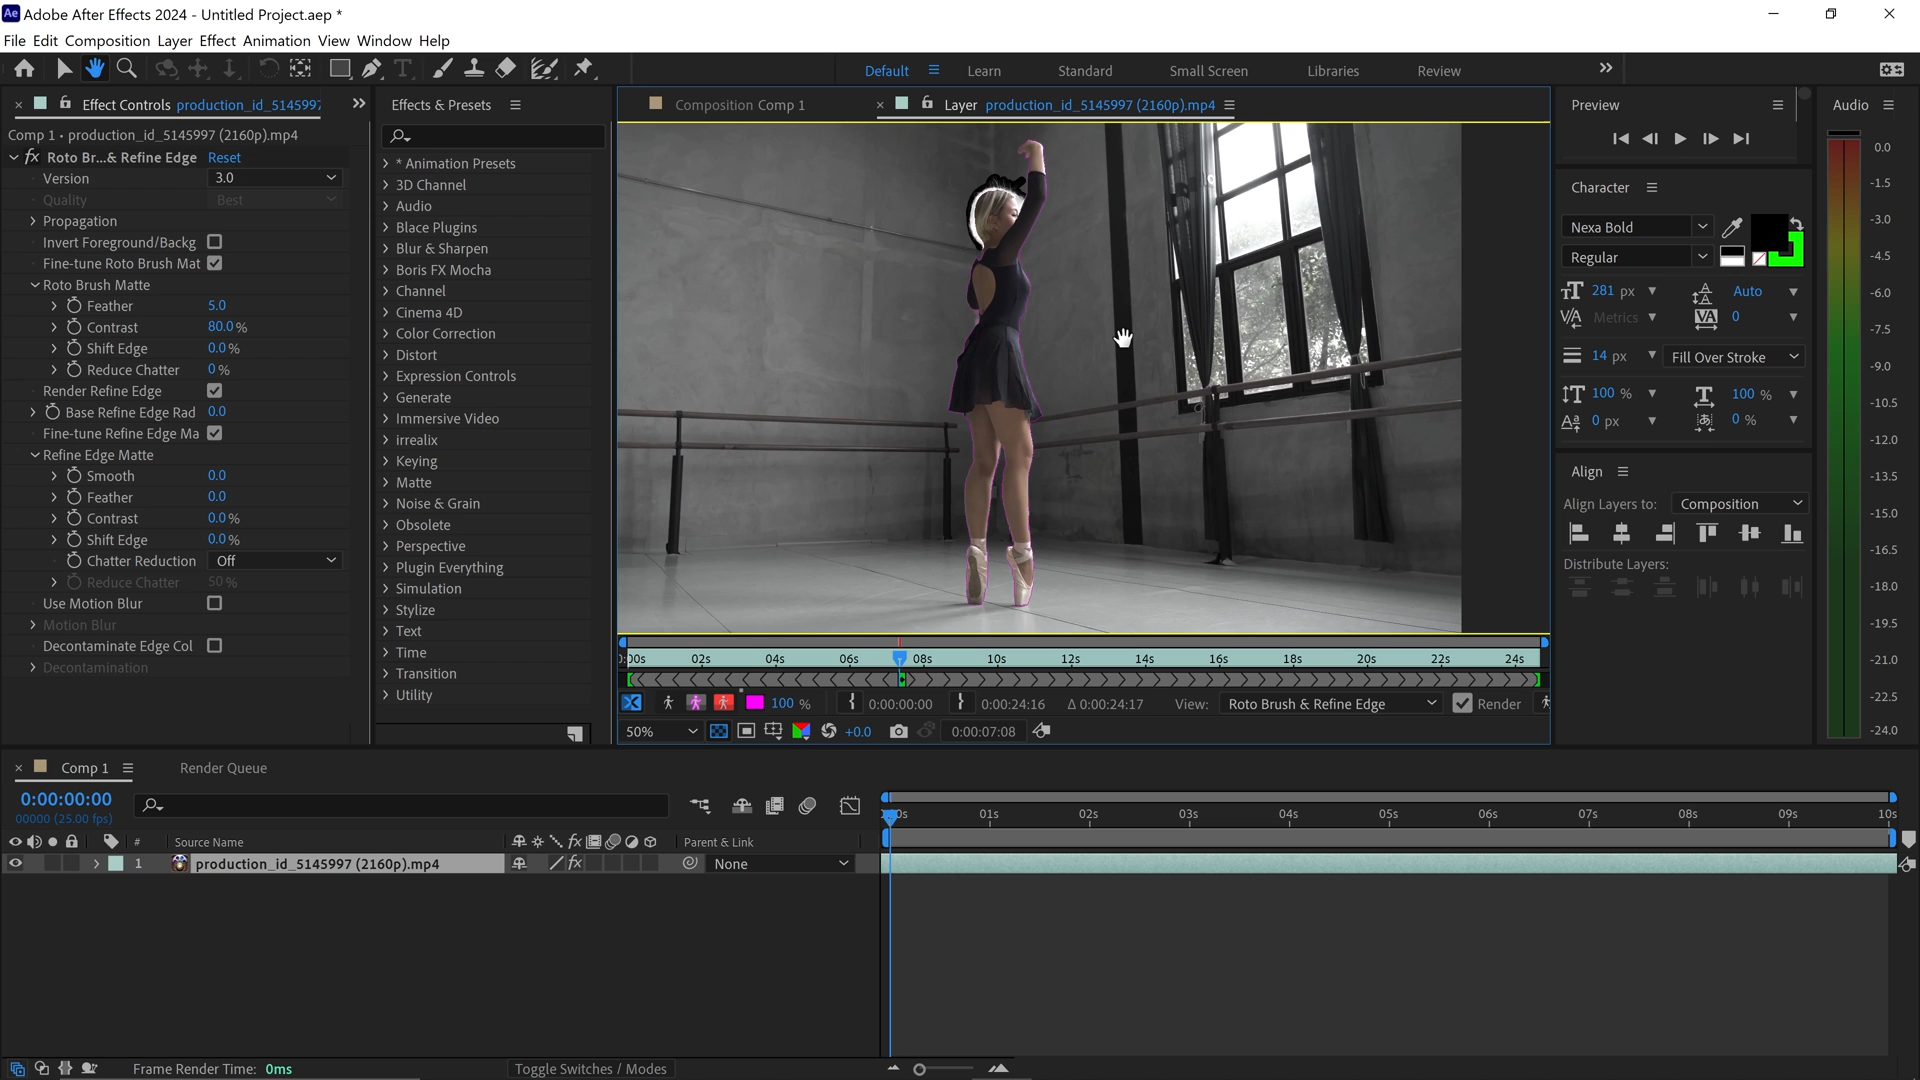 Ae Adobe After Effects 2024 - Untitled Project.aep *
File Edit Composition Layer Effect Animation View Window Help
Default Learn Standard Small Screen Libraries Review
Effect Controls production_id_5145997
Comp 1 • production_id_5145997 (2160p).mp4
fx Roto Br...& Refine Edge Reset
Version 3.0
Quality Best
Propagation
Invert Foreground/Backg
Fine-tune Roto Brush Mat
Roto Brush Matte
Feather 5.0
Contrast 80.0 %
Shift Edge 0.0 %
Reduce Chatter 0 %
Render Refine Edge
Base Refine Edge Rad 0.0
Fine-tune Refine Edge Ma
Refine Edge Matte
Smooth 0.0
Feather 0.0
Contrast 0.0 %
Shift Edge 0.0 %
Chatter Reduction Off
Reduce Chatter 50 %
Use Motion Blur
Motion Blur
Decontaminate Edge Col
Decontamination
Effects & Presets
* Animation Presets
3D Channel
Audio
Blace Plugins
Blur & Sharpen
Boris FX Mocha
Channel
Cinema 4D
Color Correction
Distort
Expression Controls
Generate
Immersive Video
irrealix
Keying
Matte
Noise & Grain
Obsolete
Perspective
Plugin Everything
Simulation
Stylize
Text
Time
Transition
Utility
Composition Comp 1
Layer production_id_5145997 (2160p).mp4
0:00s 02s 04s 06s 08s 10s 12s 14s 16s 18s 20s 22s 24s
100 % 0:00:00:00 0:00:24:16 Δ 0:00:24:17 View: Roto Brush & Refine Edge Render
50% +0.0 0:00:07:08
Preview
Character
Nexa Bold
Regular
281 px Auto
Metrics 0
14 px Fill Over Stroke
100 % 100 %
0 px 0 %
Align
Align Layers to: Composition
Distribute Layers:
Audio
0.0
-1.5
-3.0
-4.5
-6.0
-7.5
-9.0
-10.5
-12.0
-13.5
-15.0
-16.5
-18.0
-19.5
-21.0
-22.5
-24.0
Comp 1
Render Queue
0:00:00:00
00000 (25.00 fps)
# Source Name fx Parent & Link
1 production_id_5145997 (2160p).mp4 fx None
00s 01s 02s 03s 04s 05s 06s 07s 08s 09s 10s
Frame Render Time: 0ms
Toggle Switches / Modes